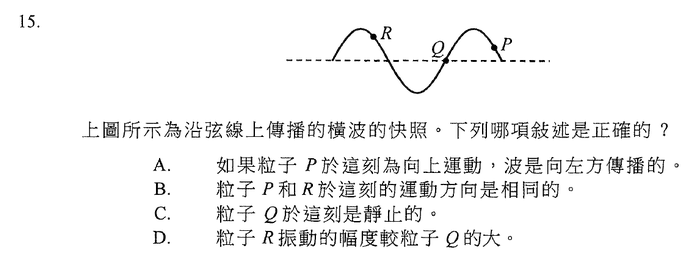 15.
R
Q
P
上圖所示為沿弦線上傳播的橫波的快照。下列哪項敍述是正確的？
A. 如果粒子 P 於這刻為向上運動，波是向左方傳播的。
B. 粒子 P 和 R 於這刻的運動方向是相同的。
C. 粒子 Q 於這刻是靜止的。
D. 粒子 R 振動的幅度較粒子 Q 的大。